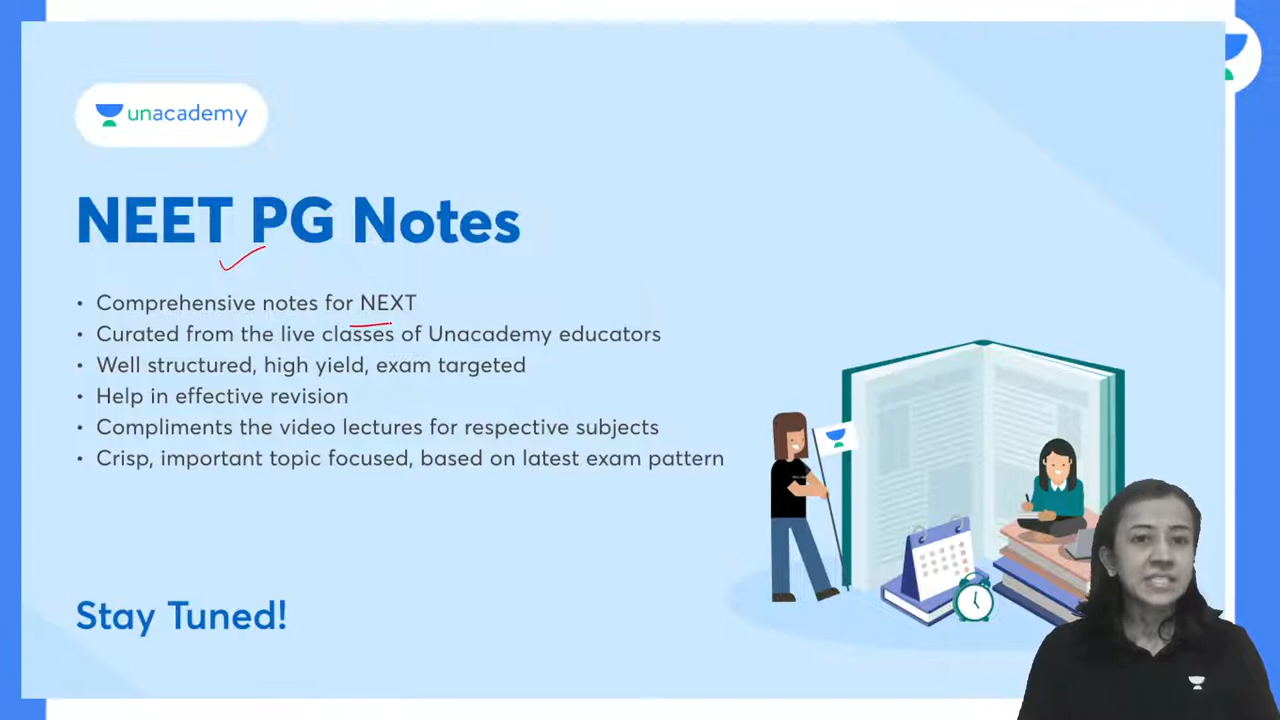 unacademy
NEET PG Notes
• Comprehensive notes for NEXT
• Curated from the live classes of Unacademy educators
• Well structured, high yield, exam targeted
• Help in effective revision
• Compliments the video lectures for respective subjects
• Crisp, important topic focused, based on latest exam pattern
Stay Tuned!